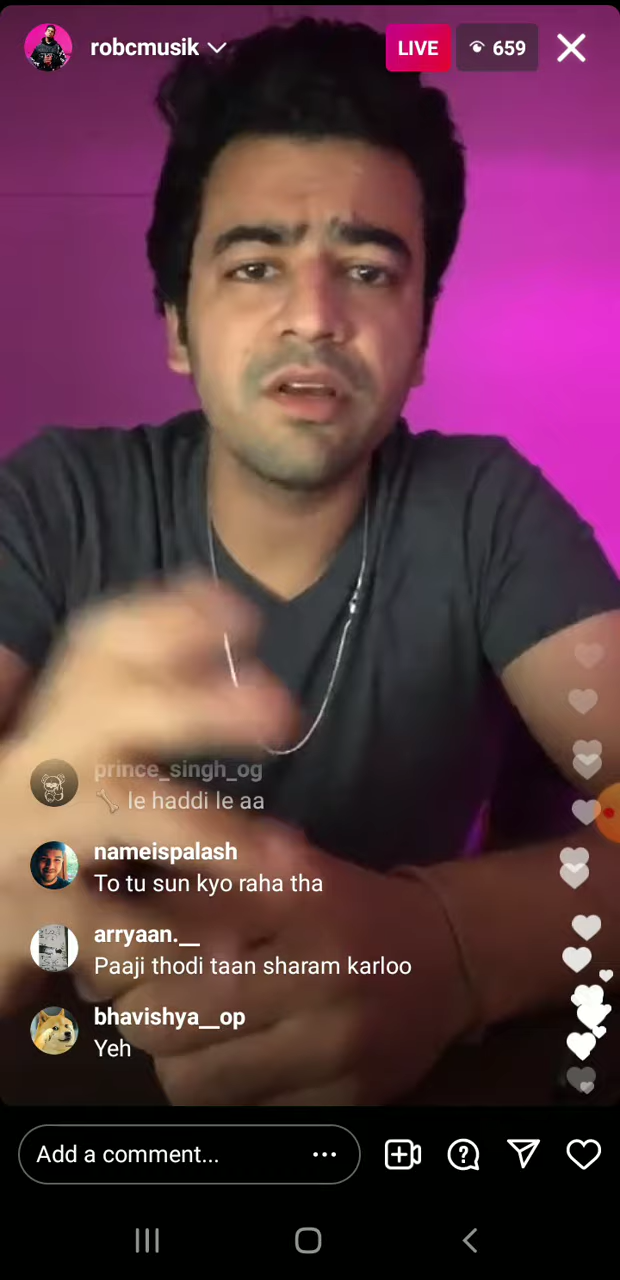 robcmusik
LIVE
659
prince_singh_og
🦴 le haddi le aa
nameispalash
To tu sun kyo raha tha
arryaan.__
Paaji thodi taan sharam karloo
bhavishya__op
Yeh
Add a comment...